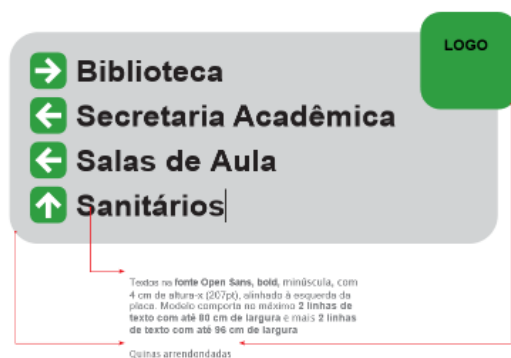 LOGO
Biblioteca
Secretaria Acadêmica
Salas de Aula
Sanitários
Textos na fonte Open Sans, bold, minúscula, com
4 cm de altura-x (207pt), alinhado à esquerda da
placa. Modelo comporta no máximo 2 linhas de
texto com até 80 cm de largura e mais 2 linhas
de texto com até 96 cm de largura
Quinas arrendondadas